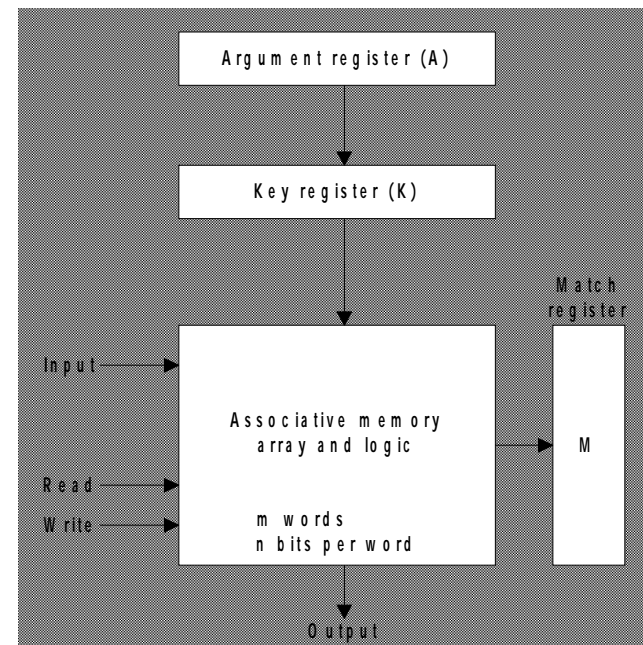 Argument register (A)
Key register (K)
Match
register
Input
Associative memory
array and logic
M
Read
Write
m words
n bits per word
Output